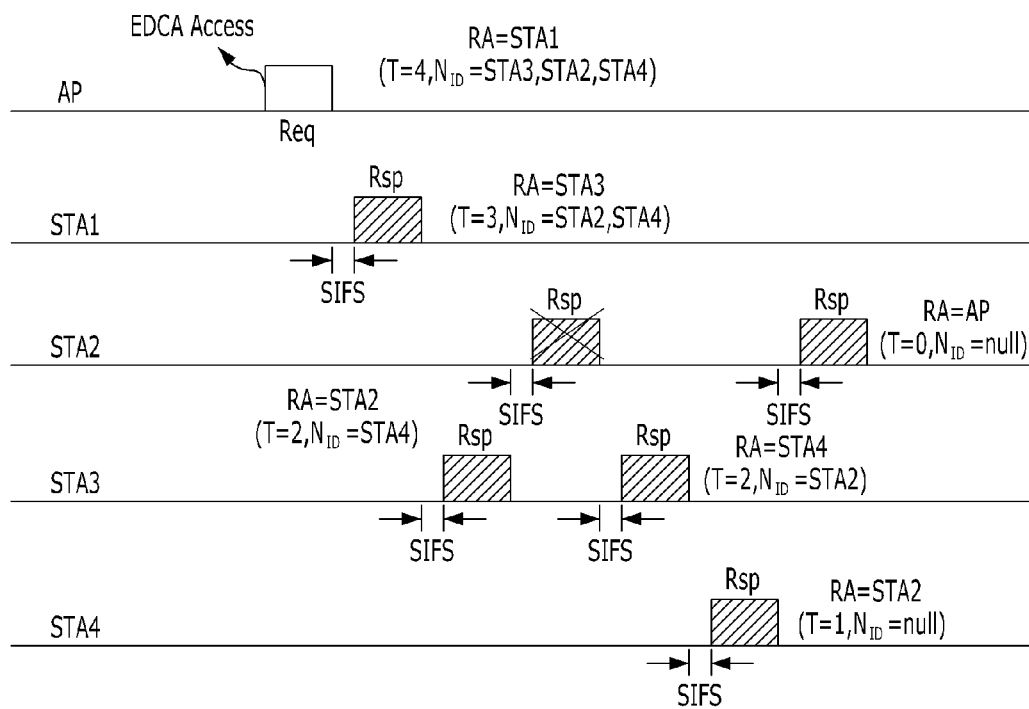 EDCA Access
RA=STA1
(T=4,N_ID =STA3,STA2,STA4)
AP
Req
Rsp
RA=STA3
(T=3,N_ID =STA2,STA4)
STA1
SIFS
Rsp
Rsp
RA=AP
(T=0,N_ID =null)
STA2
SIFS
SIFS
RA=STA2
(T=2,N_ID =STA4)
Rsp
Rsp
RA=STA4
(T=2,N_ID =STA2)
STA3
SIFS
SIFS
Rsp
RA=STA2
(T=1,N_ID =null)
STA4
SIFS